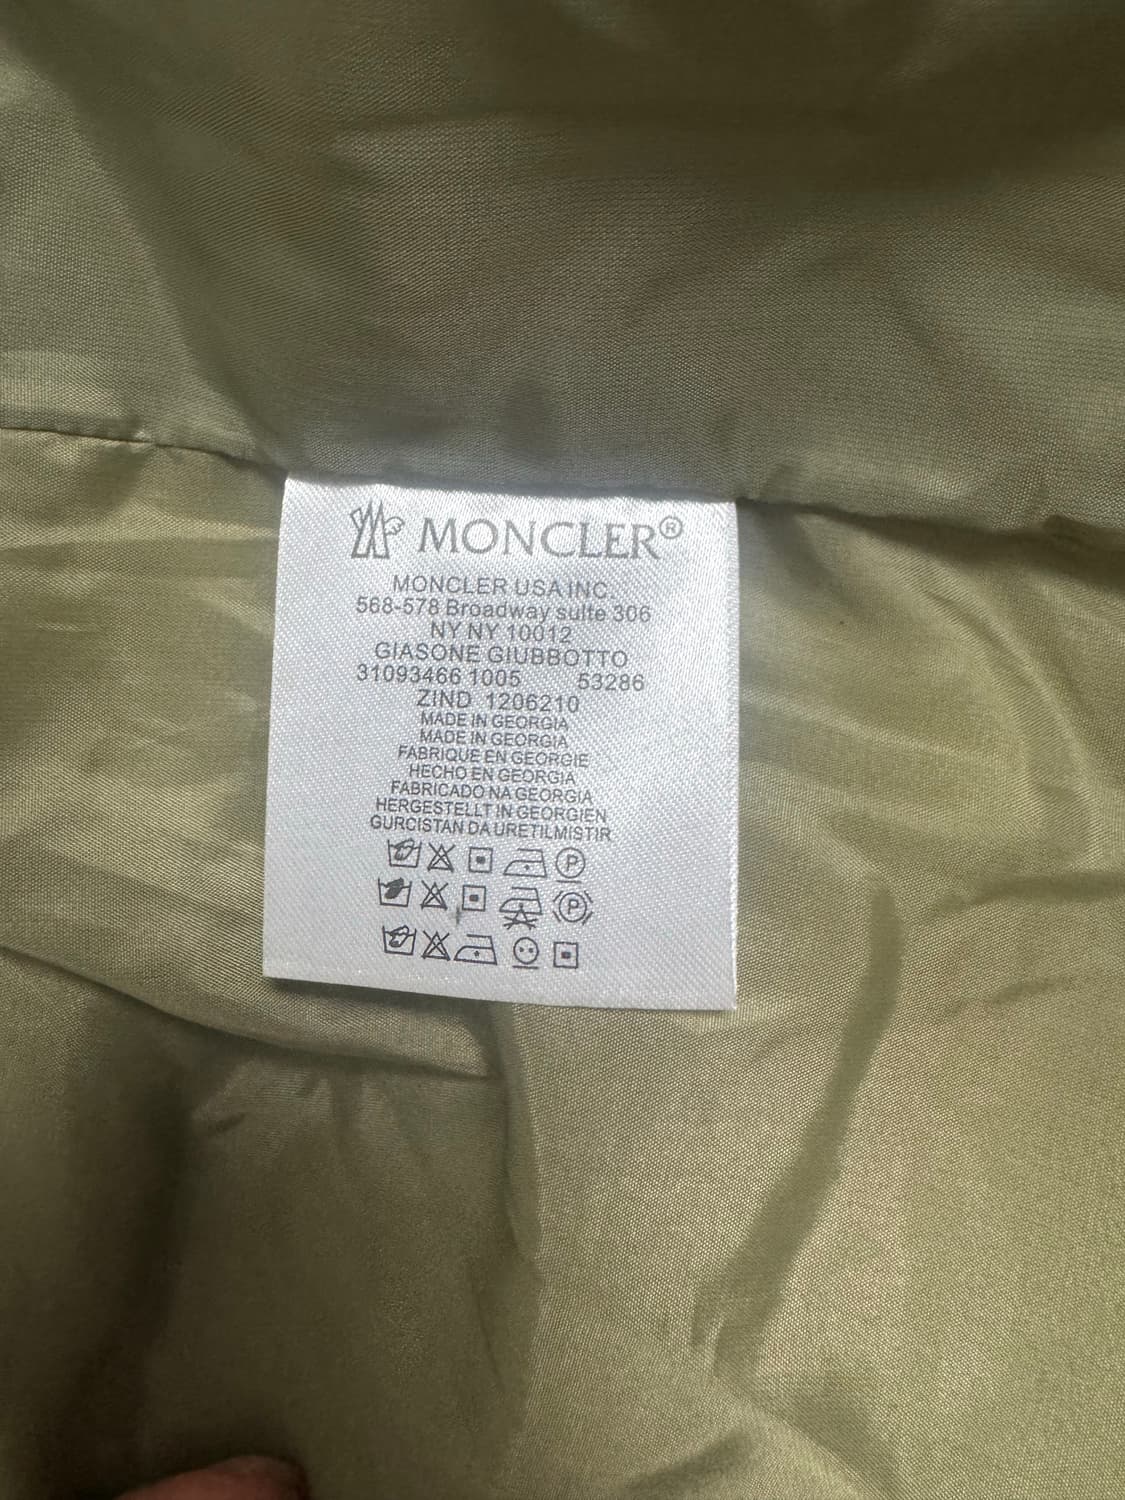 MONCLER®
MONCLER USA INC.
568-578 Broadway suite 306
NY NY 10012
GIASONE GIUBBOTTO
31093466 1005 53286
ZIND 1206210
MADE IN GEORGIA
MADE IN GEORGIA
FABRIQUE EN GEORGIE
HECHO EN GEORGIA
FABRICADO NA GEORGIA
HERGESTELLT IN GEORGIEN
GURCISTAN DA URETILMISTIR
P
P